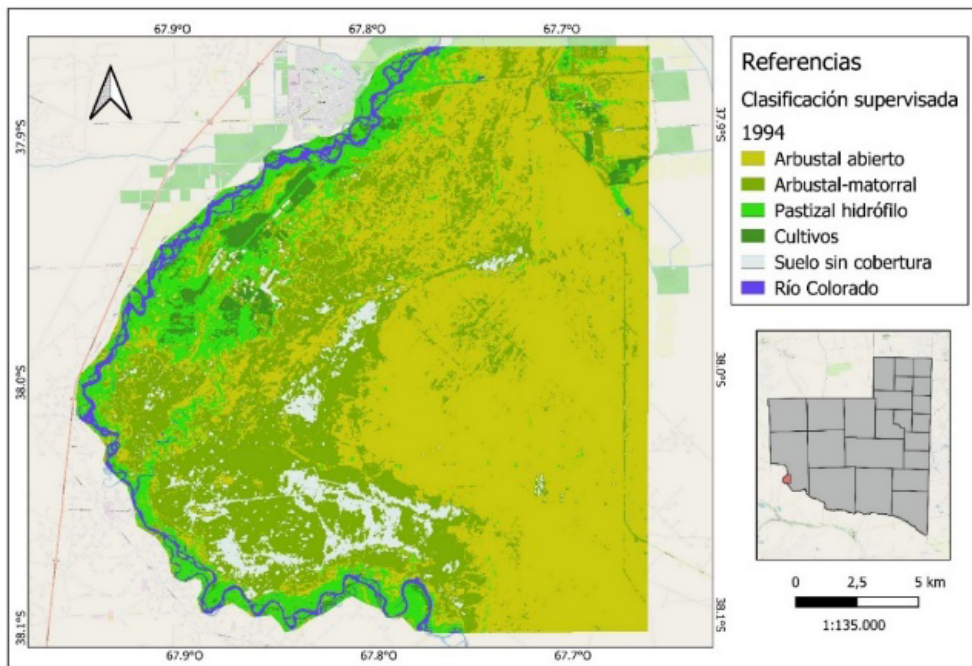 67.9°O
67.8°O
67.7°O
37.9°S
37.9°S
38.0°S
38.0°S
38.1°S
38.1°S
67.9°O
67.8°O
67.7°O
Referencias
Clasificación supervisada
1994
Arbustal abierto
Arbustal-matorral
Pastizal hidrófilo
Cultivos
Suelo sin cobertura
Río Colorado
0 2,5 5 km
1:135.000